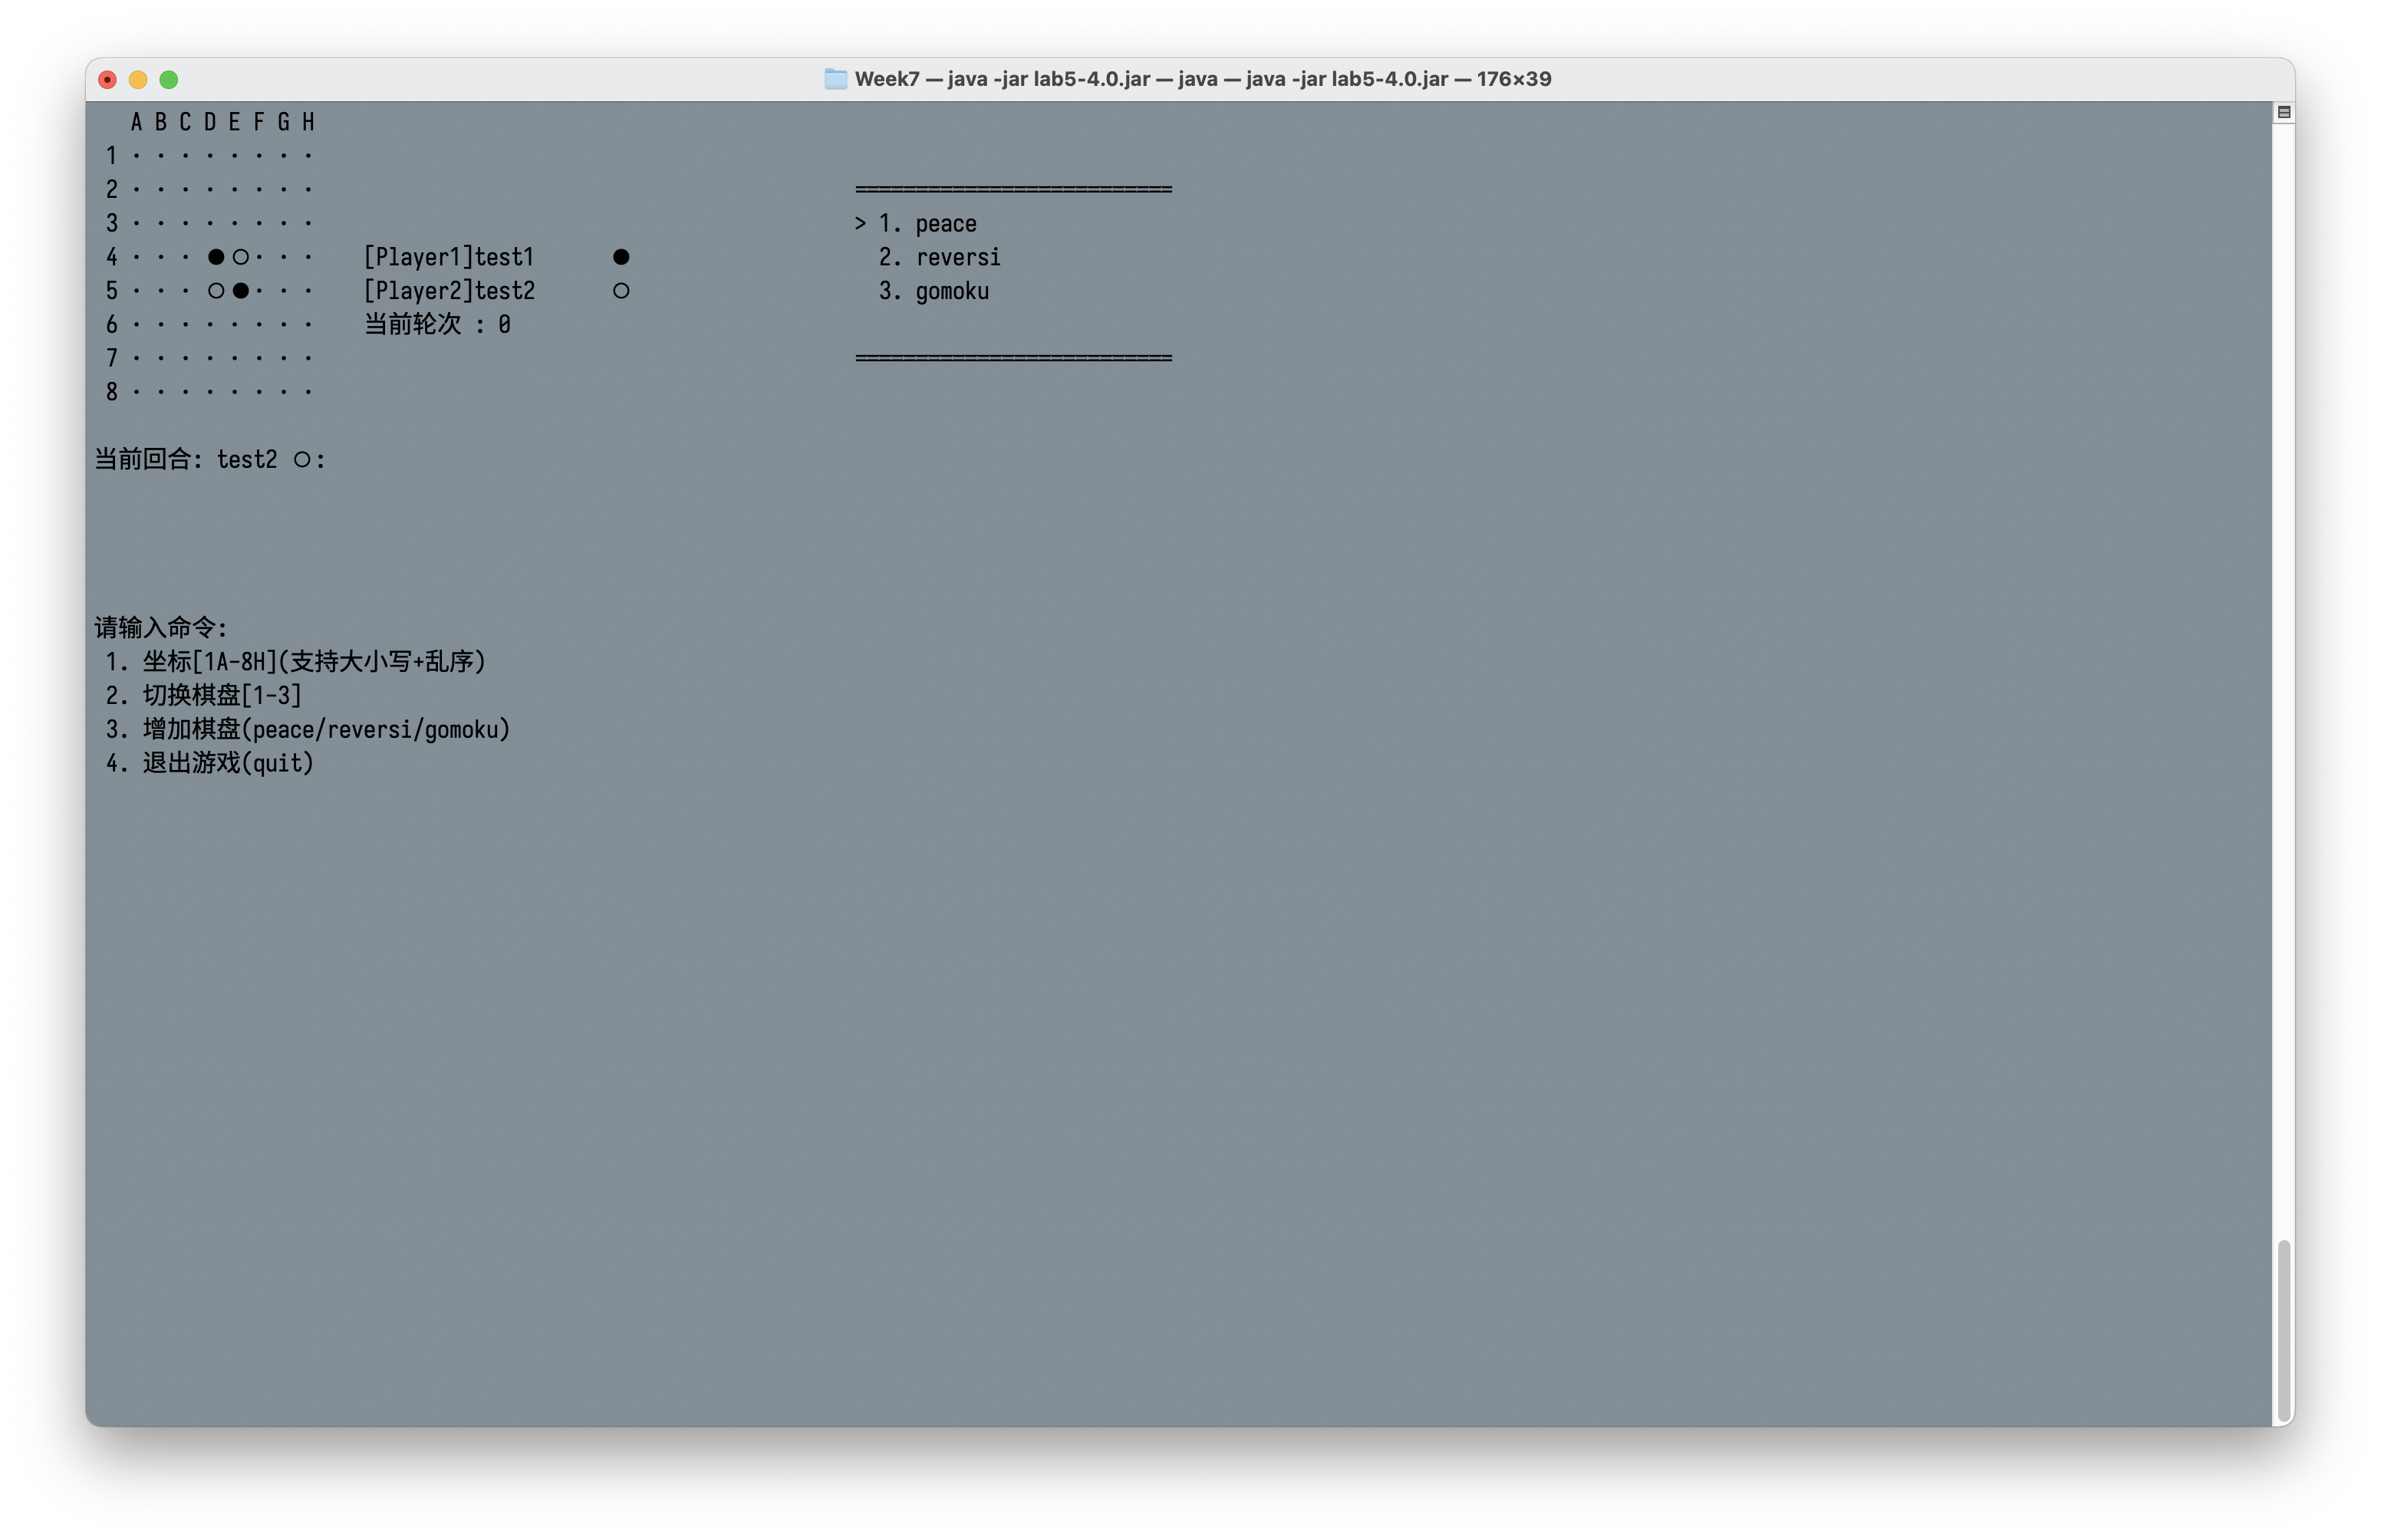 Week7 — java -jar lab5-4.0.jar — java — java -jar lab5-4.0.jar — 176×39
A B C D E F G H
1 · · · · · · · ·
2 · · · · · · · · ==========================
3 · · · · · · · · > 1. peace
4 · · · ●○· · · [Player1]test1 ● 2. reversi
5 · · · ○●· · · [Player2]test2 ○ 3. gomoku
6 · · · · · · · · 当前轮次 : 0
7 · · · · · · · · ==========================
8 · · · · · · · ·
当前回合: test2 ○:
请输入命令:
1. 坐标[1A-8H](支持大小写+乱序)
2. 切换棋盘[1-3]
3. 增加棋盘(peace/reversi/gomoku)
4. 退出游戏(quit)